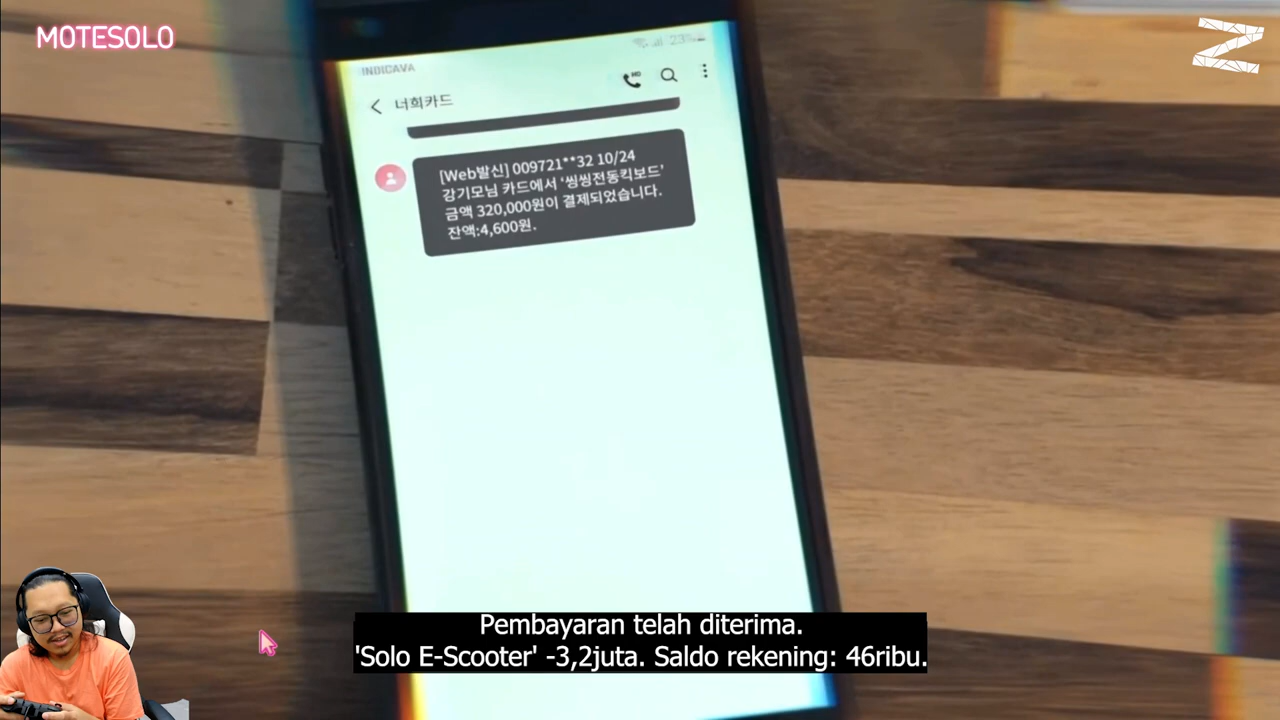 MOTESOLO
INDICAVA
23%
HD
너희카드
[Web발신] 009721**32 10/24
강기모님 카드에서 '씽씽전동킥보드'
금액 320,000원이 결제되었습니다.
잔액:4,600원.
Pembayaran telah diterima.
'Solo E-Scooter' -3,2juta. Saldo rekening: 46ribu.